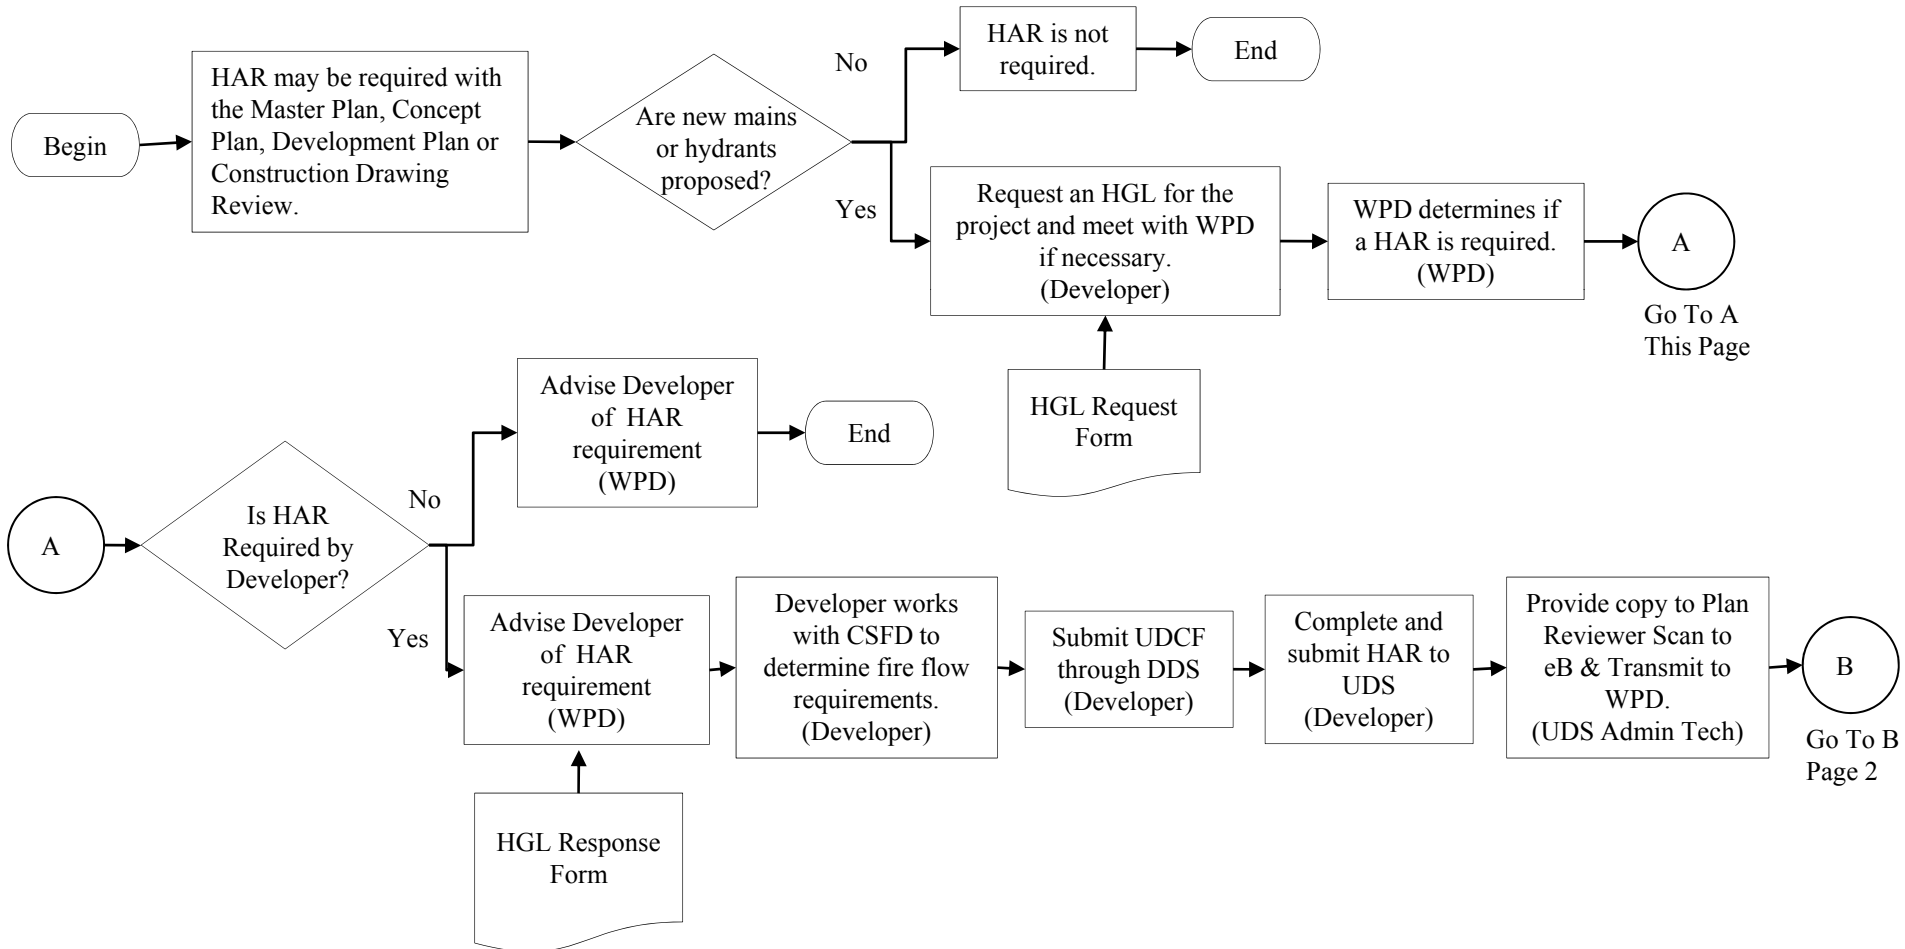 Begin
HAR may be required with
the Master Plan, Concept
Plan, Development Plan or
Construction Drawing
Review.
Are new mains
or hydrants
proposed?
No
HAR is not
required.
End
Yes
Request an HGL for the
project and meet with WPD
if necessary.
(Developer)
WPD determines if
a HAR is required.
(WPD)
A
Go To A
This Page
HGL Request
Form
A
Is HAR
Required by
Developer?
No
Advise Developer
of HAR
requirement
(WPD)
End
Yes
Advise Developer
of HAR
requirement
(WPD)
HGL Response
Form
Developer works
with CSFD to
determine fire flow
requirements.
(Developer)
Submit UDCF
through DDS
(Developer)
Complete and
submit HAR to
UDS
(Developer)
Provide copy to Plan
Reviewer Scan to
eB & Transmit to
WPD.
(UDS Admin Tech)
B
Go To B
Page 2